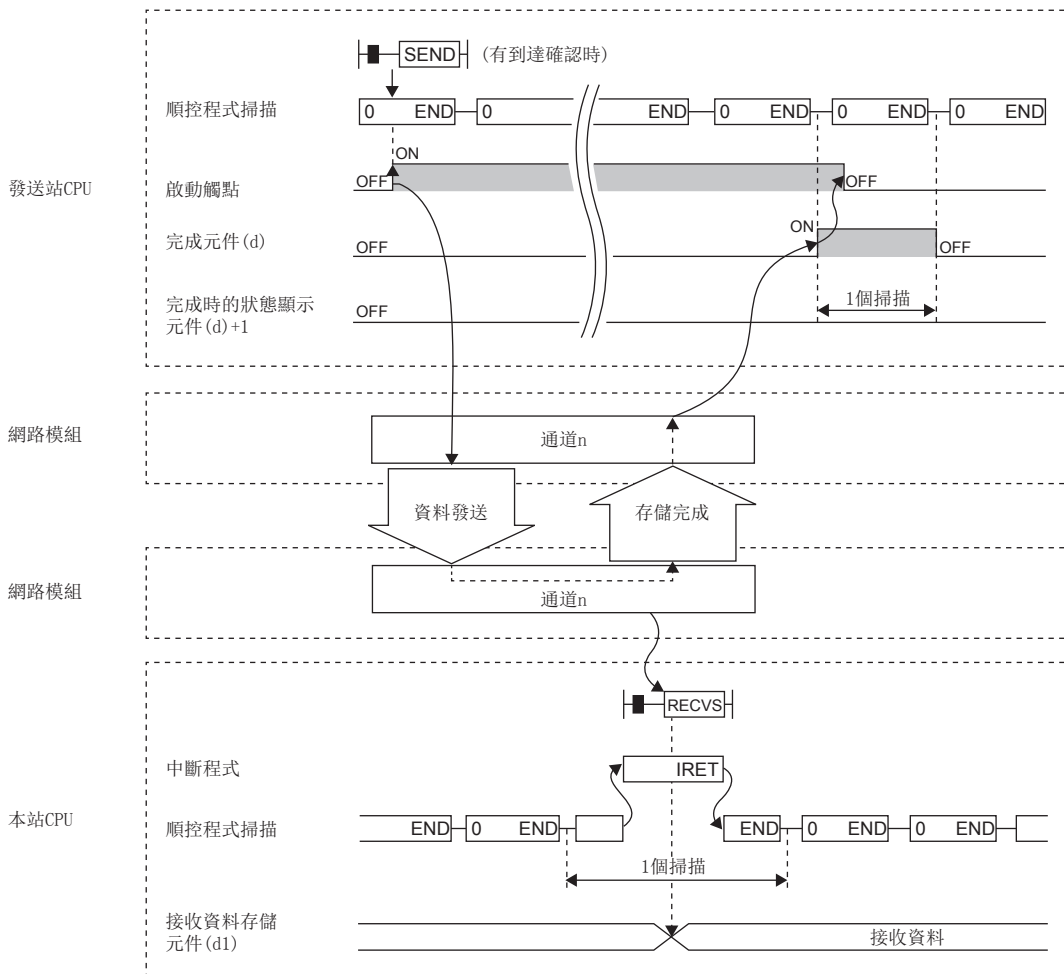 SEND (有到達確認時)
順控程式掃描
0 END 0 END 0 END 0 END 0 END
發送站CPU
啟動觸點
OFF ON OFF
完成元件(d)
OFF ON OFF
1個掃描
完成時的狀態顯示
元件(d)+1
OFF
網路模組
通道n
資料發送
存儲完成
網路模組
通道n
RECVS
中斷程式
IRET
本站CPU
順控程式掃描
END 0 END END 0 END 0 END
1個掃描
接收資料存儲
元件(d1)
接收資料